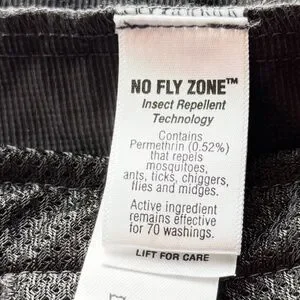 NO FLY ZONE™
Insect Repellent
Technology
Contains
Permethrin (0.52%)
that repels
mosquitoes,
ants, ticks, chiggers,
flies and midges.
Active ingredient
remains effective
for 70 washings.
LIFT FOR CARE